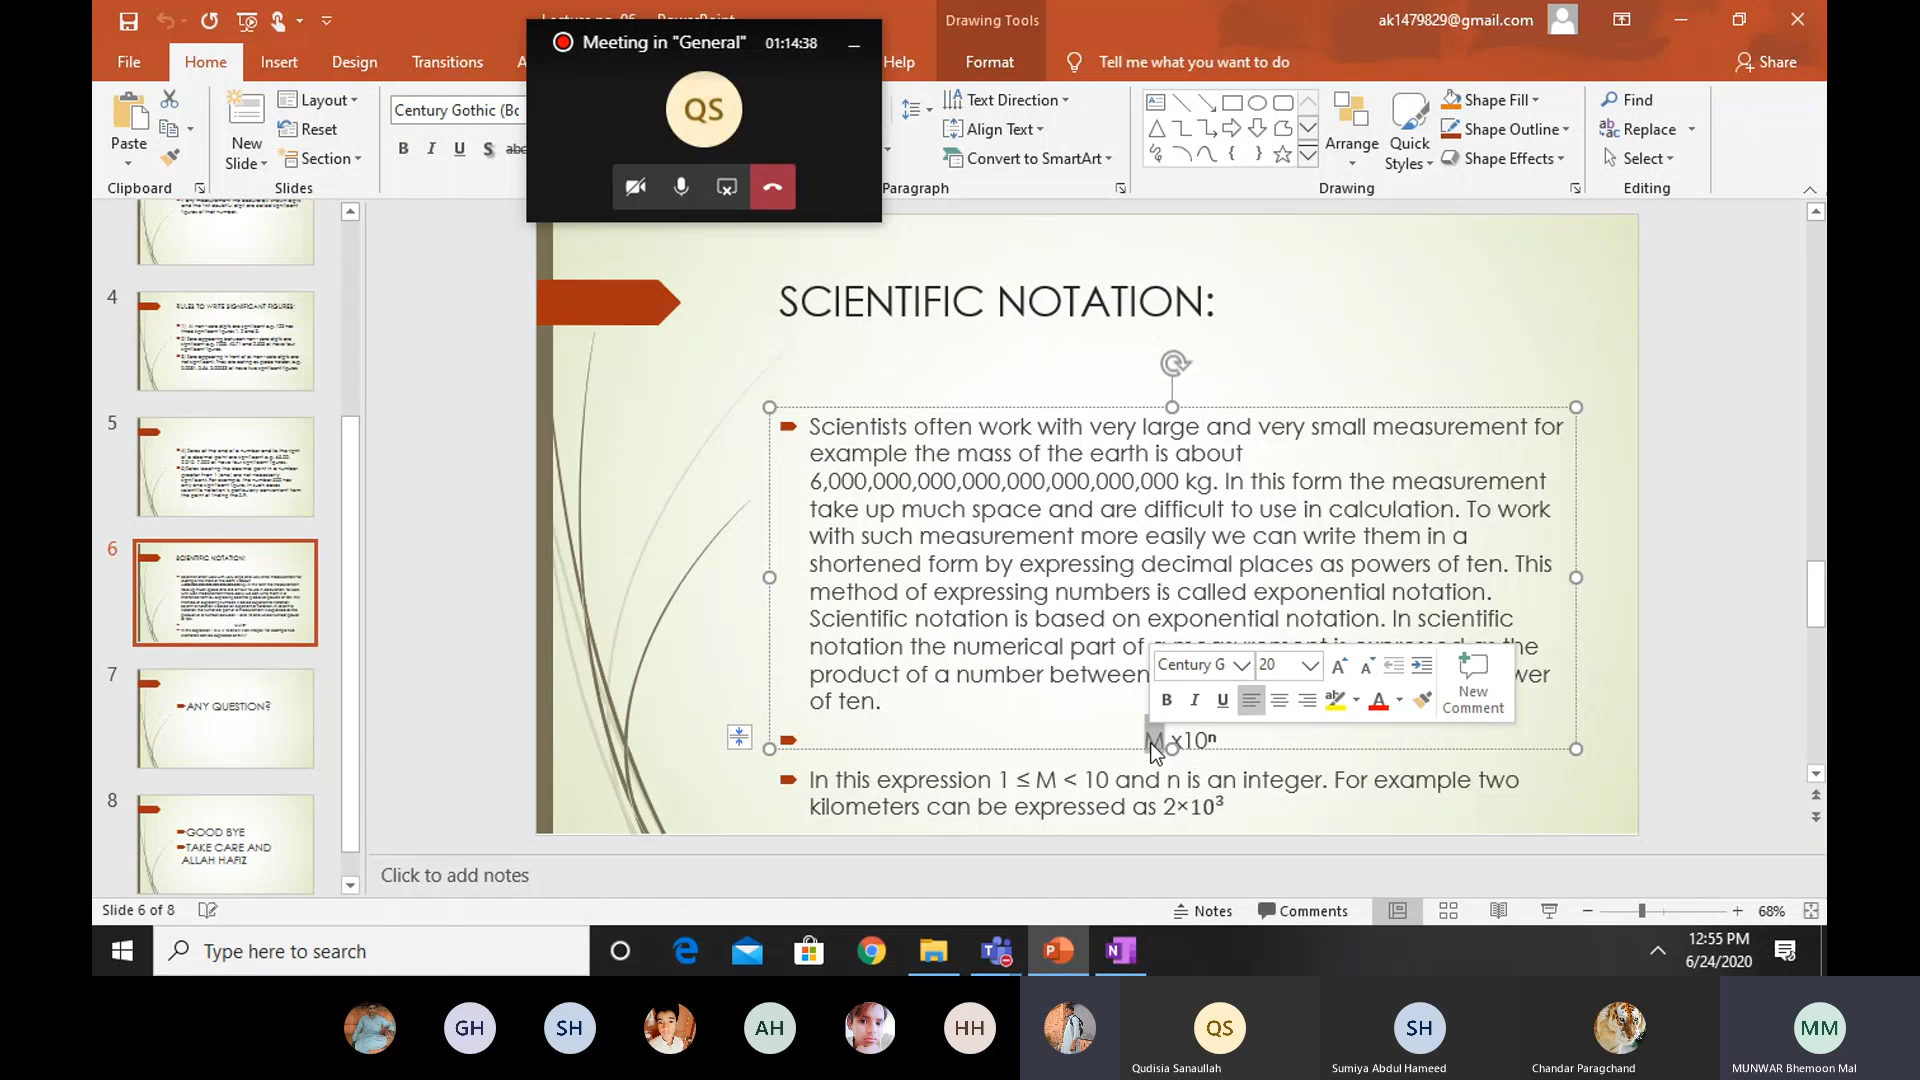 ak1479829@gmail.com
Drawing Tools
Meeting in "General" 01:14:38
QS
File Home Insert Design Transitions Help Format Tell me what you want to do Share
Paste
Clipboard
New
Slide
Layout
Reset
Section
Slides
Century Gothic (Bo
B I U S abc
Text Direction
Align Text
Convert to SmartArt
Paragraph
Arrange
Quick
Styles
Shape Fill
Shape Outline
Shape Effects
Drawing
Find
Replace
Select
Editing
4
RULES TO WRITE SIGNIFICANT FIGURES:
5
6
SCIENTIFIC NOTATION:
7
ANY QUESTION?
8
GOOD BYE
TAKE CARE AND
ALLAH HAFIZ
SCIENTIFIC NOTATION:
Scientists often work with very large and very small measurement for
example the mass of the earth is about
6,000,000,000,000,000,000,000,000 kg. In this form the measurement
take up much space and are difficult to use in calculation. To work
with such measurement more easily we can write them in a
shortened form by expressing decimal places as powers of ten. This
method of expressing numbers is called exponential notation.
Scientific notation is based on exponential notation. In scientific
notation the numerical part of
product of a number between
of ten.
M x10ⁿ
In this expression 1 ≤ M < 10 and n is an integer. For example two
kilometers can be expressed as 2×10³
Century G 20
B I U A
New
Comment
Click to add notes
Slide 6 of 8
Notes Comments 68%
Type here to search
12:55 PM
6/24/2020
GH SH AH HH QS SH MM
Qudisia Sanaullah Sumiya Abdul Hameed Chandar Paragchand MUNWAR Bhemoon Mal